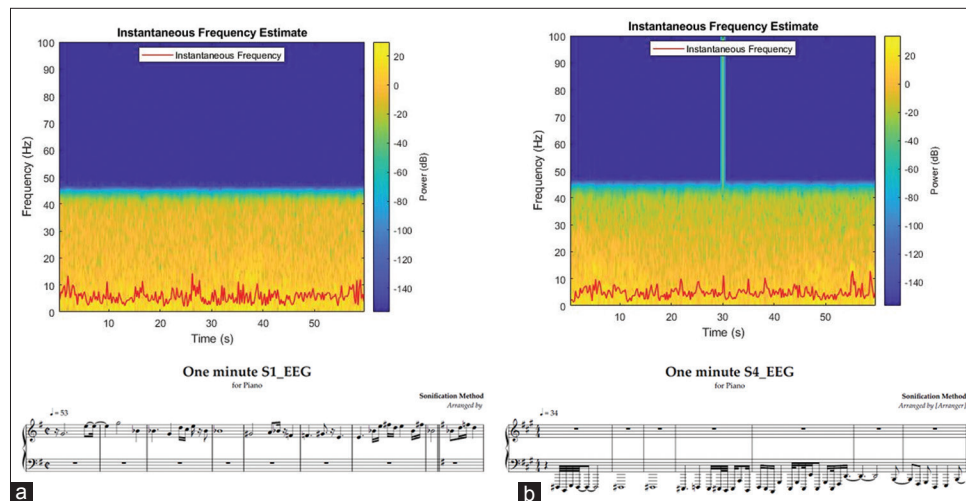 Instantaneous Frequency Estimate
Instantaneous Frequency
100
90
80
70
60
50
40
30
20
10
0
Frequency (Hz)
10
20
30
40
50
Time (s)
20
0
-20
-40
-60
-80
-100
-120
-140
Power (dB)
One minute S1_EEG
for Piano
Sonification Method
Arranged by
♩ = 53
a
Instantaneous Frequency Estimate
Instantaneous Frequency
100
90
80
70
60
50
40
30
20
10
0
Frequency (Hz)
10
20
30
40
50
Time (s)
20
0
-20
-40
-60
-80
-100
-120
-140
Power (dB)
One minute S4_EEG
for Piano
Sonification Method
Arranged by [Arranger]
♩ = 34
b